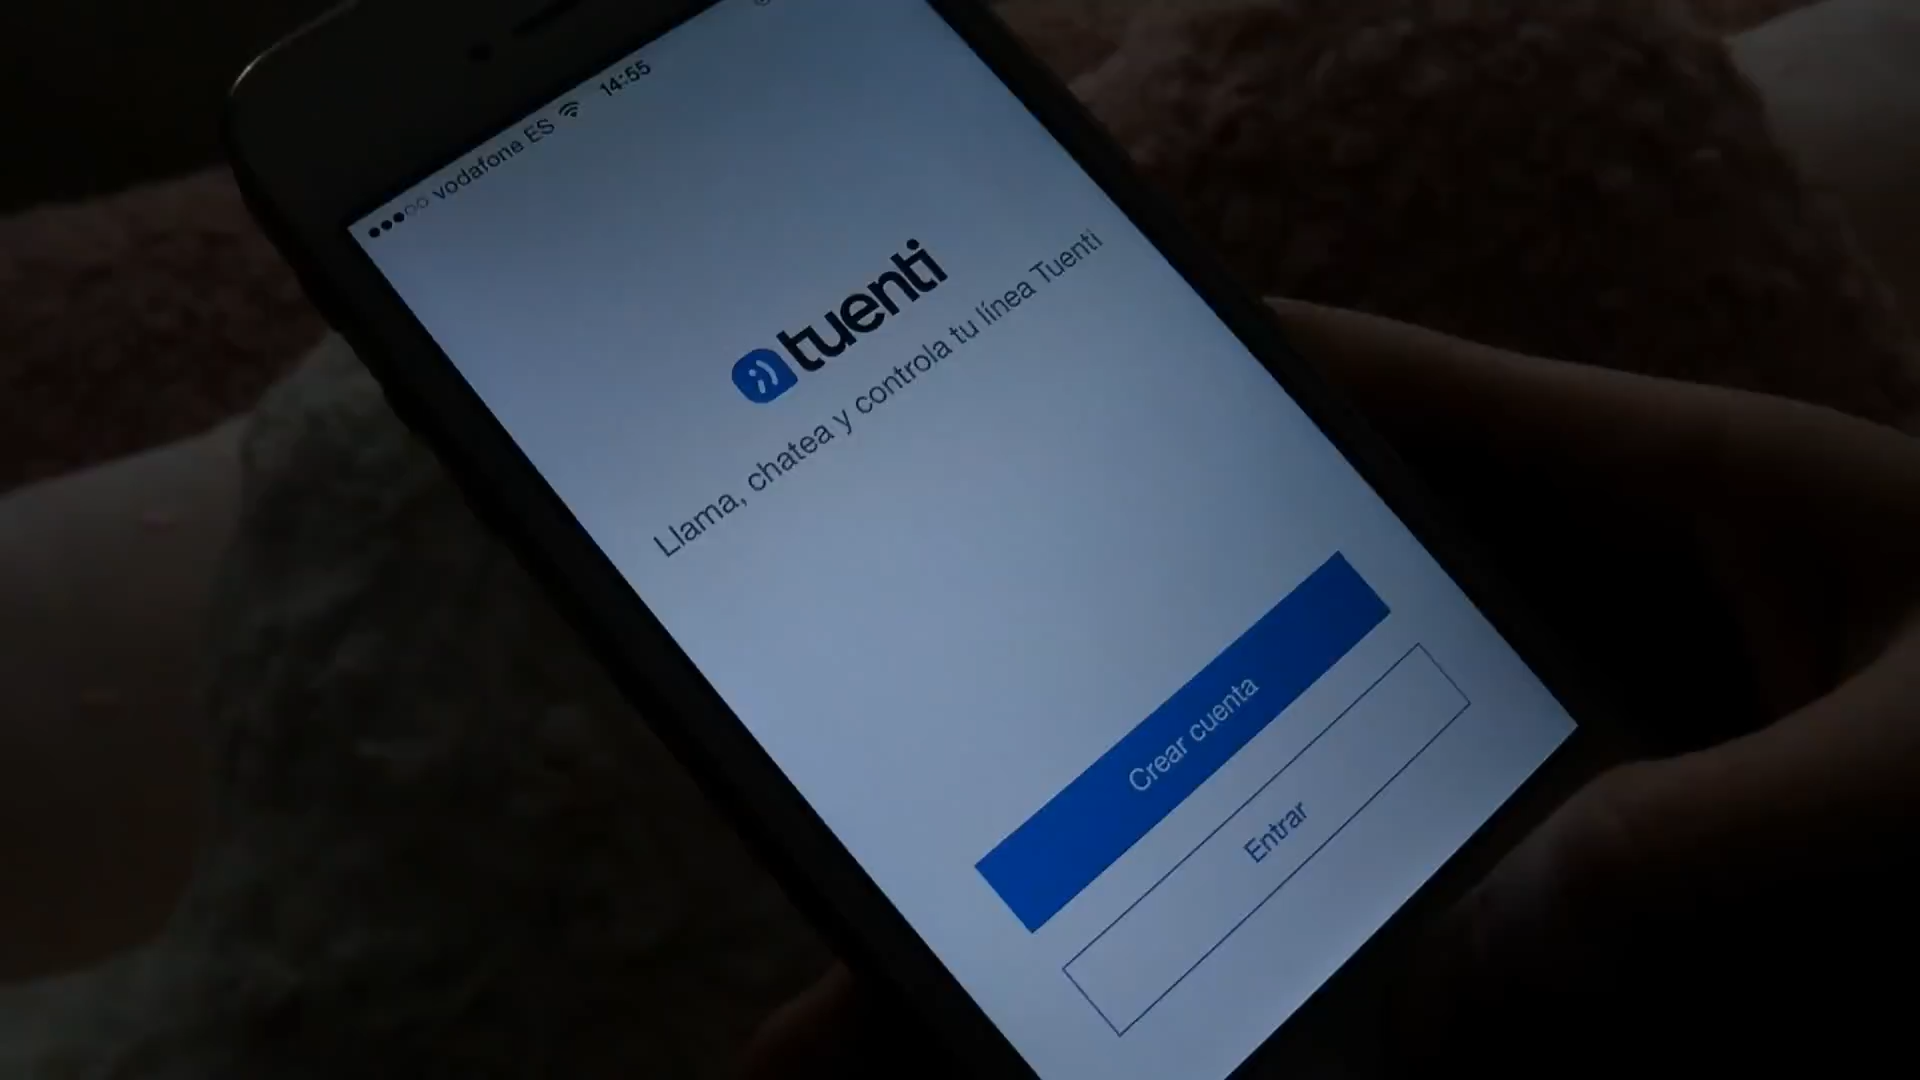 vodafone ES 14:55
tuenti
Llama, chatea y controla tu línea Tuenti
Crear cuenta
Entrar